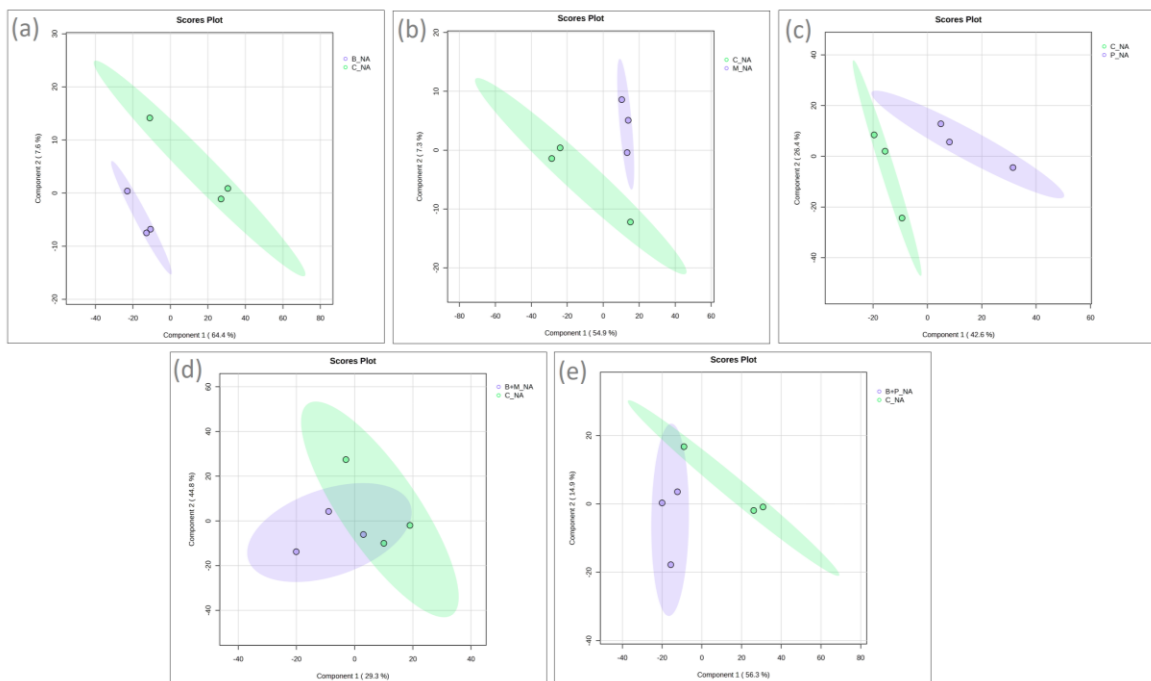 (a)
Scores Plot
B_NA
C_NA
Component 2 ( 7.6 %)
30
20
10
0
-10
-20
-40
-20
0
20
40
60
80
Component 1 ( 64.4 %)
(b)
Scores Plot
C_NA
M_NA
Component 2 ( 7.3 %)
20
10
0
-10
-20
-80
-60
-40
-20
0
20
40
60
Component 1 ( 54.9 %)
(c)
Scores Plot
C_NA
P_NA
Component 2 ( 26.4 %)
40
20
0
-20
-40
-20
0
20
40
60
Component 1 ( 42.6 %)
(d)
Scores Plot
B+M_NA
C_NA
Component 2 ( 44.8 %)
60
40
20
0
-20
-40
-40
-20
0
20
40
Component 1 ( 29.3 %)
(e)
Scores Plot
B+P_NA
C_NA
Component 2 ( 14.9 %)
20
0
-20
-40
-40
-20
0
20
40
60
80
Component 1 ( 56.3 %)